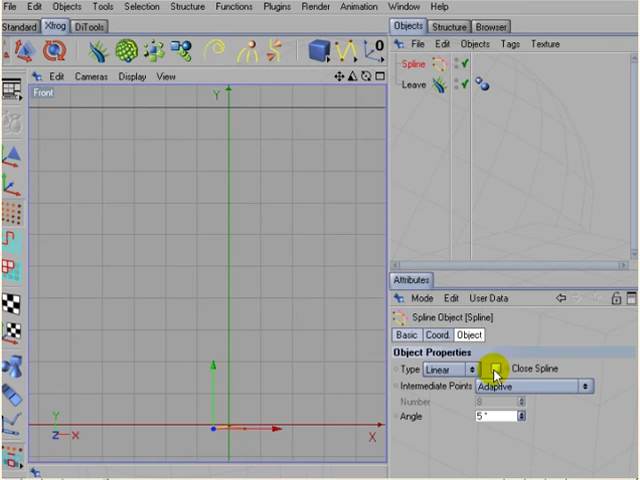 File Edit Objects Tools Selection Structure Functions Plugins Render Animation Window Help
Standard Xfrog DiTools
Objects Structure Browser
File Edit Objects Tags Texture
Edit Cameras Display View
Front
Y
Spline
Leave
0
Attributes
Mode Edit User Data
Spline Object [Spline]
Basic Coord. Object
Object Properties
Type Linear Close Spline
Intermediate Points Adaptive
Number 8
Angle 5°
Y
Z X
X